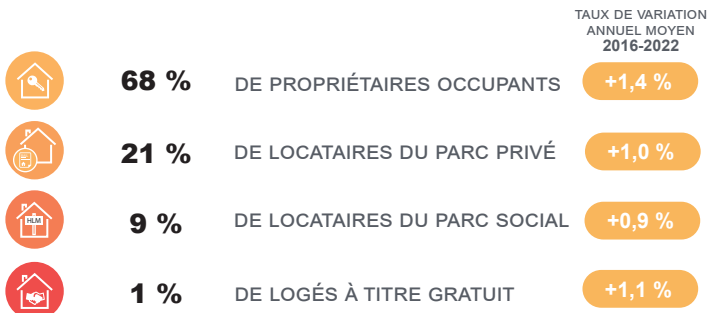 TAUX DE VARIATION
ANNUEL MOYEN
2016-2022
68 % DE PROPRIÉTAIRES OCCUPANTS +1,4 %
21 % DE LOCATAIRES DU PARC PRIVÉ +1,0 %
HLM 9 % DE LOCATAIRES DU PARC SOCIAL +0,9 %
1 % DE LOGÉS À TITRE GRATUIT +1,1 %